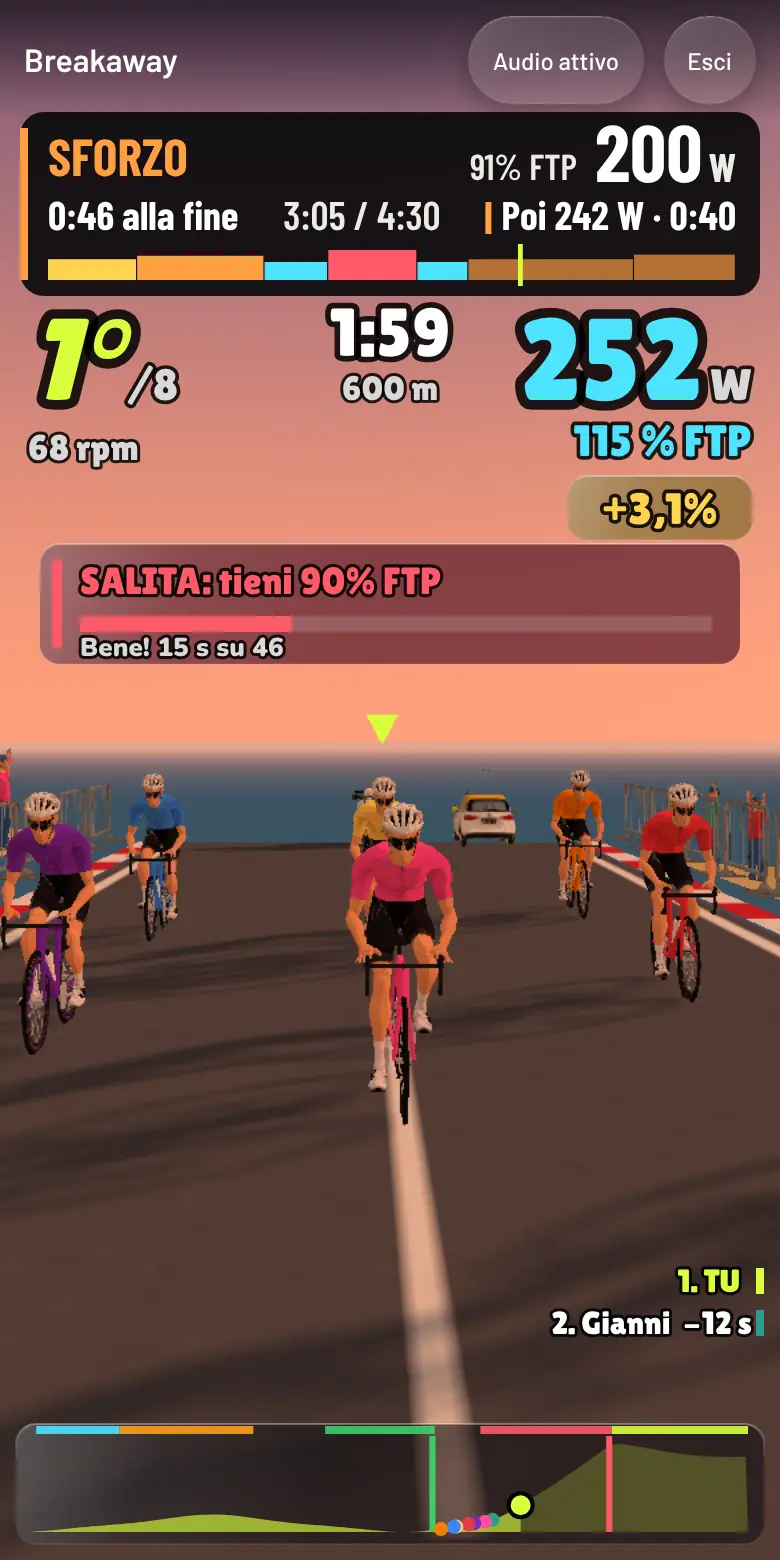 Breakaway
Audio attivo
Esci
SFORZO
91% FTP 200 W
0:46 alla fine
3:05 / 4:30
Poi 242 W · 0:40
1º/8
1:59
252 W
600 m
115 % FTP
68 rpm
+3,1%
SALITA: tieni 90% FTP
Bene! 15 s su 46
1. TU
2. Gianni −12 s